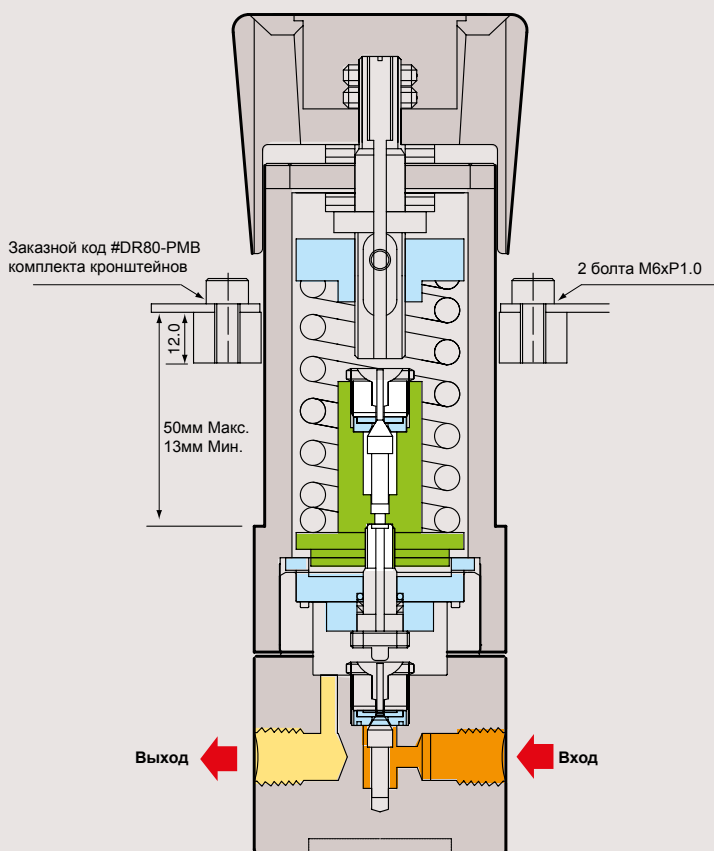 Заказной код #DR80-PMB
комплекта кронштейнов
2 болта M6xP1.0
12.0
50мм Макс.
13мм Мин.
Выход
Вход